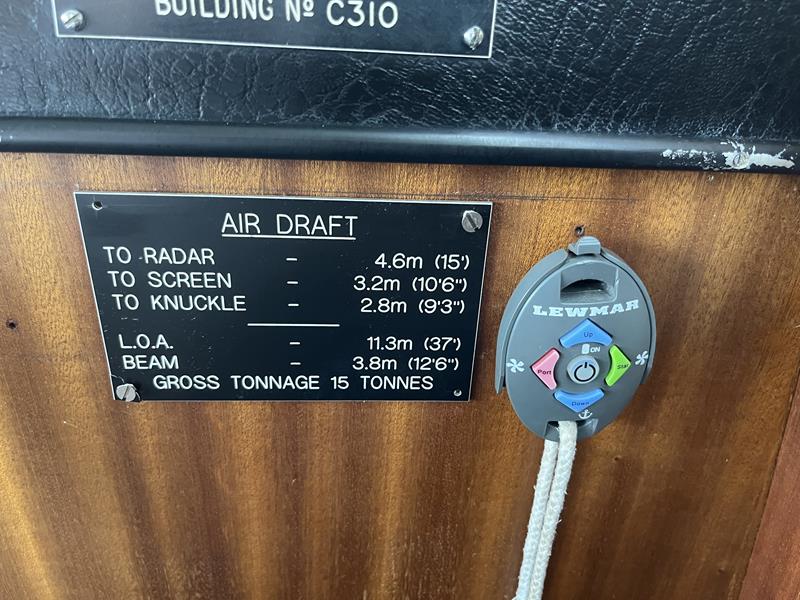 BUILDING Nº C310
AIR DRAFT
TO RADAR – 4.6m (15')
TO SCREEN – 3.2m (10'6")
TO KNUCKLE – 2.8m (9'3")
L.O.A. – 11.3m (37')
BEAM – 3.8m (12'6")
GROSS TONNAGE 15 TONNES
LEWMAR
Up
ON
Port
Star
Down